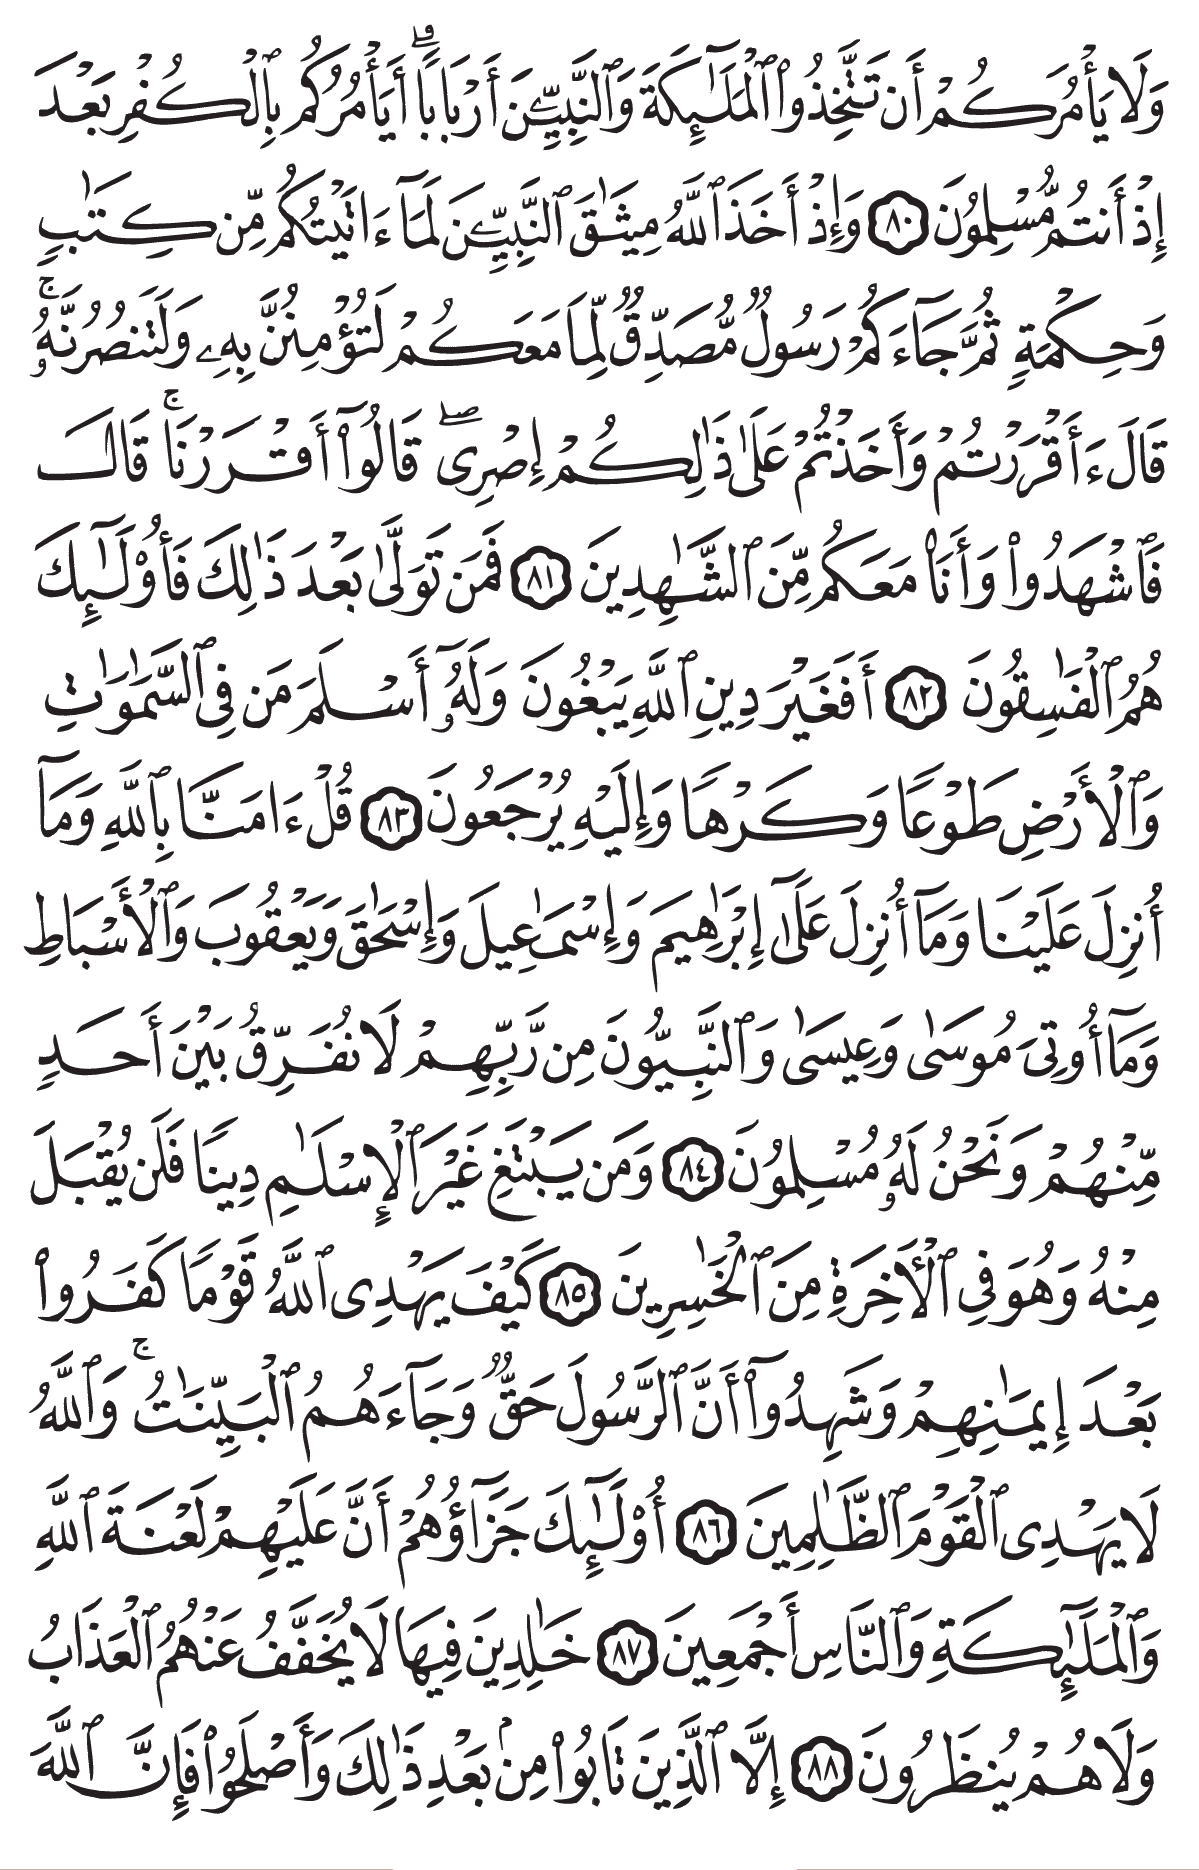 وَلَا يَأْمُرَكُمْ أَن تَتَّخِذُوا۟ ٱلْمَلَـٰٓئِكَةَ وَٱلنَّبِيِّـۧنَ أَرْبَابًا ۗ أَيَأْمُرُكُم بِٱلْكُفْرِ بَعْدَ
إِذْ أَنتُم مُّسْلِمُونَ ٨٠ وَإِذْ أَخَذَ ٱللَّهُ مِيثَـٰقَ ٱلنَّبِيِّـۧنَ لَمَآ ءَاتَيْتُكُم مِّن كِتَـٰبٍ
وَحِكْمَةٍ ثُمَّ جَآءَكُمْ رَسُولٌ مُّصَدِّقٌ لِّمَا مَعَكُمْ لَتُؤْمِنُنَّ بِهِۦ وَلَتَنصُرُنَّهُۥ ۚ
قَالَ ءَأَقْرَرْتُمْ وَأَخَذْتُمْ عَلَىٰ ذَٰلِكُمْ إِصْرِى ۖ قَالُوٓا۟ أَقْرَرْنَا ۚ قَالَ
فَٱشْهَدُوا۟ وَأَنَا۠ مَعَكُم مِّنَ ٱلشَّـٰهِدِينَ ٨١ فَمَن تَوَلَّىٰ بَعْدَ ذَٰلِكَ فَأُو۟لَـٰٓئِكَ
هُمُ ٱلْفَـٰسِقُونَ ٨٢ أَفَغَيْرَ دِينِ ٱللَّهِ يَبْغُونَ وَلَهُۥٓ أَسْلَمَ مَن فِى ٱلسَّمَـٰوَٰتِ
وَٱلْأَرْضِ طَوْعًا وَكَرْهًا وَإِلَيْهِ يُرْجَعُونَ ٨٣ قُلْ ءَامَنَّا بِٱللَّهِ وَمَآ
أُنزِلَ عَلَيْنَا وَمَآ أُنزِلَ عَلَىٰٓ إِبْرَٰهِيمَ وَإِسْمَـٰعِيلَ وَإِسْحَـٰقَ وَيَعْقُوبَ وَٱلْأَسْبَاطِ
وَمَآ أُوتِىَ مُوسَىٰ وَعِيسَىٰ وَٱلنَّبِيُّونَ مِن رَّبِّهِمْ لَا نُفَرِّقُ بَيْنَ أَحَدٍ
مِّنْهُمْ وَنَحْنُ لَهُۥ مُسْلِمُونَ ٨٤ وَمَن يَبْتَغِ غَيْرَ ٱلْإِسْلَـٰمِ دِينًا فَلَن يُقْبَلَ
مِنْهُ وَهُوَ فِى ٱلْـَٔاخِرَةِ مِنَ ٱلْخَـٰسِرِينَ ٨٥ كَيْفَ يَهْدِى ٱللَّهُ قَوْمًا كَفَرُوا۟
بَعْدَ إِيمَـٰنِهِمْ وَشَهِدُوٓا۟ أَنَّ ٱلرَّسُولَ حَقٌّ وَجَآءَهُمُ ٱلْبَيِّنَـٰتُ ۚ وَٱللَّهُ
لَا يَهْدِى ٱلْقَوْمَ ٱلظَّـٰلِمِينَ ٨٦ أُو۟لَـٰٓئِكَ جَزَآؤُهُمْ أَنَّ عَلَيْهِمْ لَعْنَةَ ٱللَّهِ
وَٱلْمَلَـٰٓئِكَةِ وَٱلنَّاسِ أَجْمَعِينَ ٨٧ خَـٰلِدِينَ فِيهَا لَا يُخَفَّفُ عَنْهُمُ ٱلْعَذَابُ
وَلَا هُمْ يُنظَرُونَ ٨٨ إِلَّا ٱلَّذِينَ تَابُوا۟ مِنۢ بَعْدِ ذَٰلِكَ وَأَصْلَحُوا۟ فَإِنَّ ٱللَّهَ